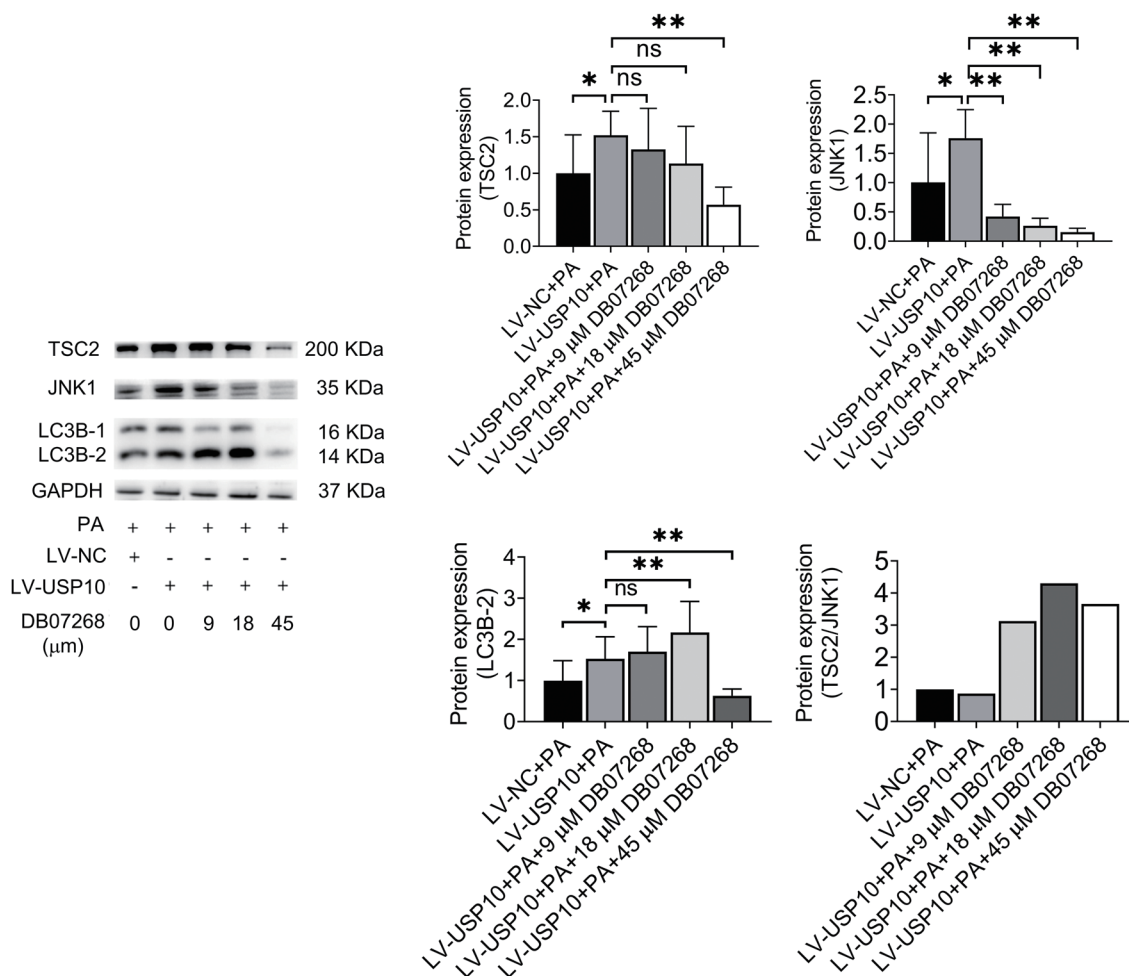 TSC2 200 KDa
JNK1 35 KDa
LC3B-1 16 KDa
LC3B-2 14 KDa
GAPDH 37 KDa
PA + + + + +
LV-NC + - - - -
LV-USP10 - + + + +
DB07268 0 0 9 18 45
(μm)
** 
ns
* ns
Protein expression
(TSC2)
2.0
1.5
1.0
0.5
0.0
LV-NC+PA
LV-USP10+PA
LV-USP10+PA+9 μM DB07268
LV-USP10+PA+18 μM DB07268
LV-USP10+PA+45 μM DB07268
**
**
* **
Protein expression
(JNK1)
2.5
2.0
1.5
1.0
0.5
0.0
LV-NC+PA
LV-USP10+PA
LV-USP10+PA+9 μM DB07268
LV-USP10+PA+18 μM DB07268
LV-USP10+PA+45 μM DB07268
**
**
* ns
Protein expression
(LC3B-2)
4
3
2
1
0
LV-NC+PA
LV-USP10+PA
LV-USP10+PA+9 μM DB07268
LV-USP10+PA+18 μM DB07268
LV-USP10+PA+45 μM DB07268
Protein expression
(TSC2/JNK1)
5
4
3
2
1
0
LV-NC+PA
LV-USP10+PA
LV-USP10+PA+9 μM DB07268
LV-USP10+PA+18 μM DB07268
LV-USP10+PA+45 μM DB07268